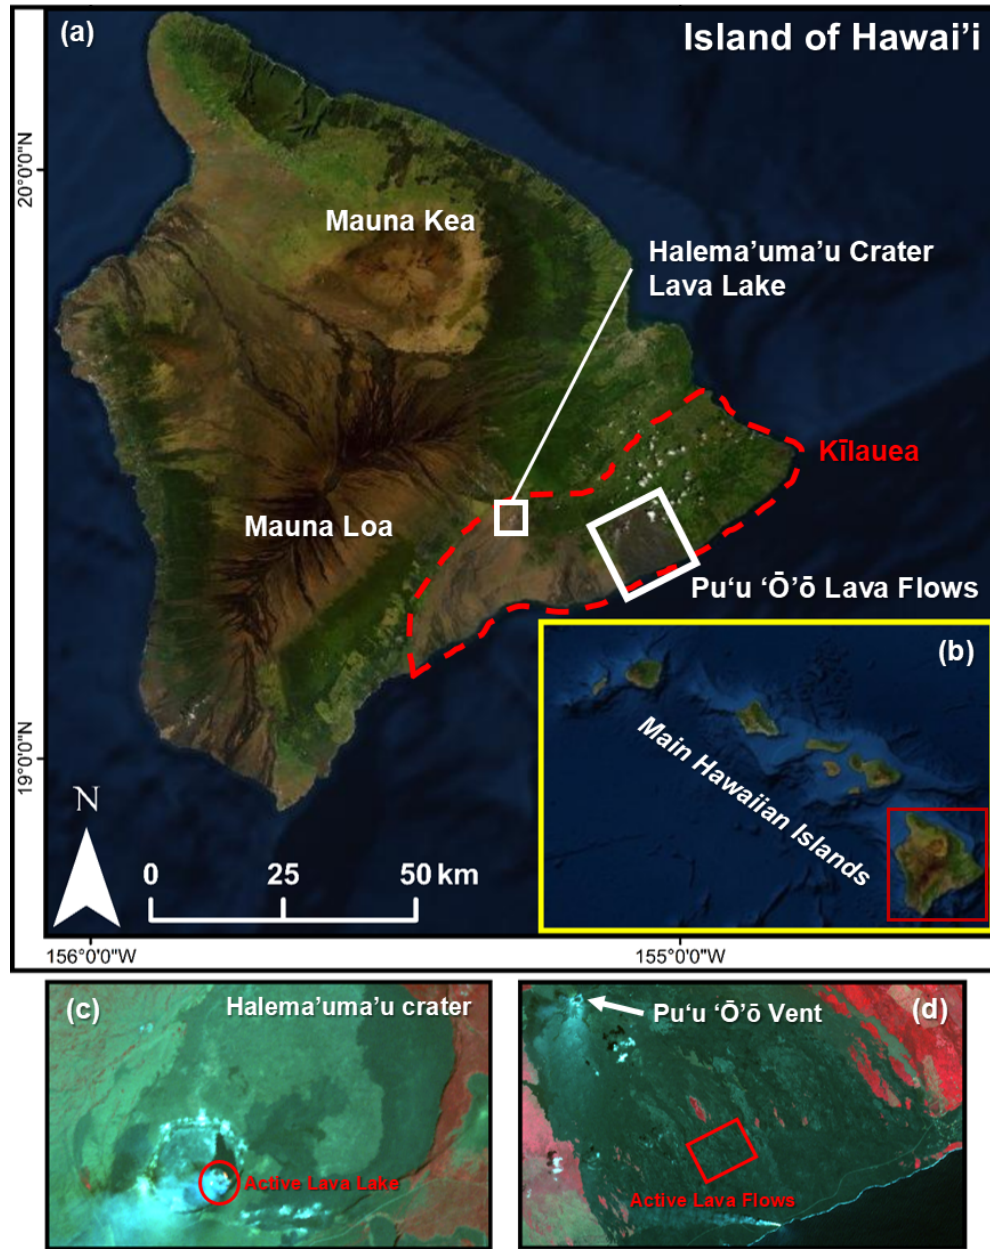 (a)
Island of Hawai'i
20°0'0"N
Mauna Kea
Halema'uma'u Crater
Lava Lake
Kīlauea
Mauna Loa
Pu‘u ‘Ō’ō Lava Flows
(b)
Main Hawaiian Islands
19°0'0"N
N
0 25 50 km
156°0'0"W 155°0'0"W
(c) Halema’uma’u crater
Active Lava Lake
Pu‘u ‘Ō’ō Vent (d)
Active Lava Flows